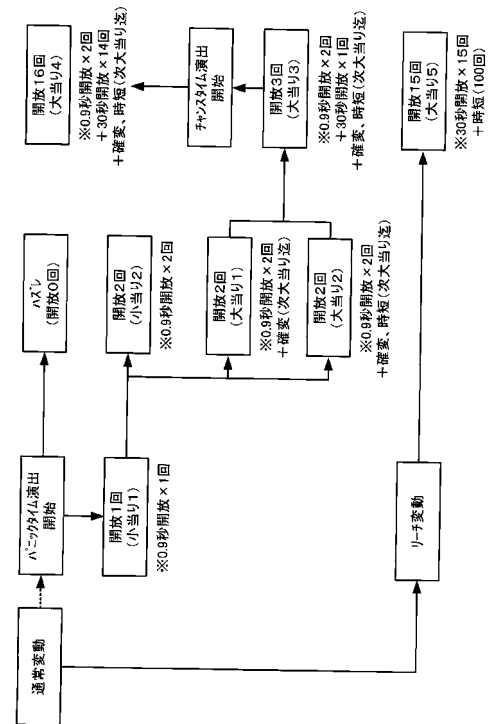 通常変動
パニックタイム演出
開始
ハズレ
(開放0回)
開放1回
(小当り1)
※0.9秒開放×1回
開放2回
(小当り2)
※0.9秒開放×2回
開放2回
(大当り1)
※0.9秒開放×2回
+確変(次大当り迄)
開放2回
(大当り2)
※0.9秒開放×2回
+確変、時短(次大当り迄)
開放3回
(大当り3)
※0.9秒開放×2回
+30秒開放×1回
+確変、時短(次大当り迄)
チャンスタイム演出
開始
開放16回
(大当り4)
※0.9秒開放×2回
+30秒開放×14回
+確変、時短(次大当り迄)
リーチ変動
開放15回
(大当り5)
※30秒開放×15回
+時短(100回)